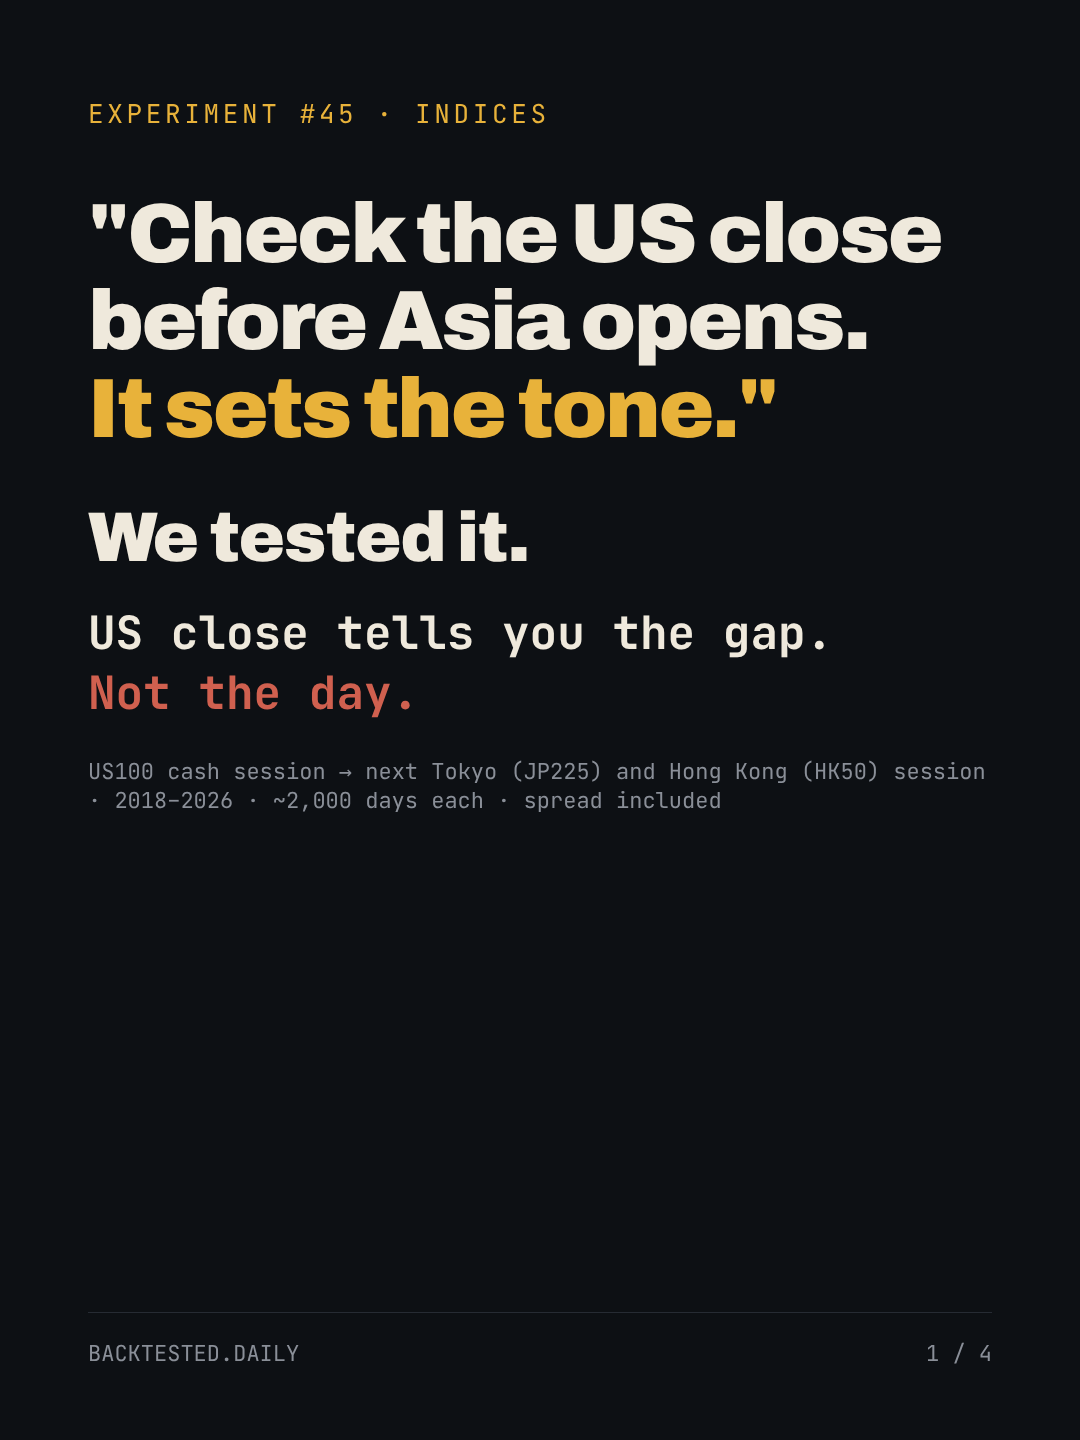 EXPERIMENT #45 · INDICES
"Check the US close
before Asia opens.
It sets the tone."
We tested it.
US close tells you the gap.
Not the day.
US100 cash session → next Tokyo (JP225) and Hong Kong (HK50) session
· 2018–2026 · ~2,000 days each · spread included
BACKTESTED.DAILY
1 / 4